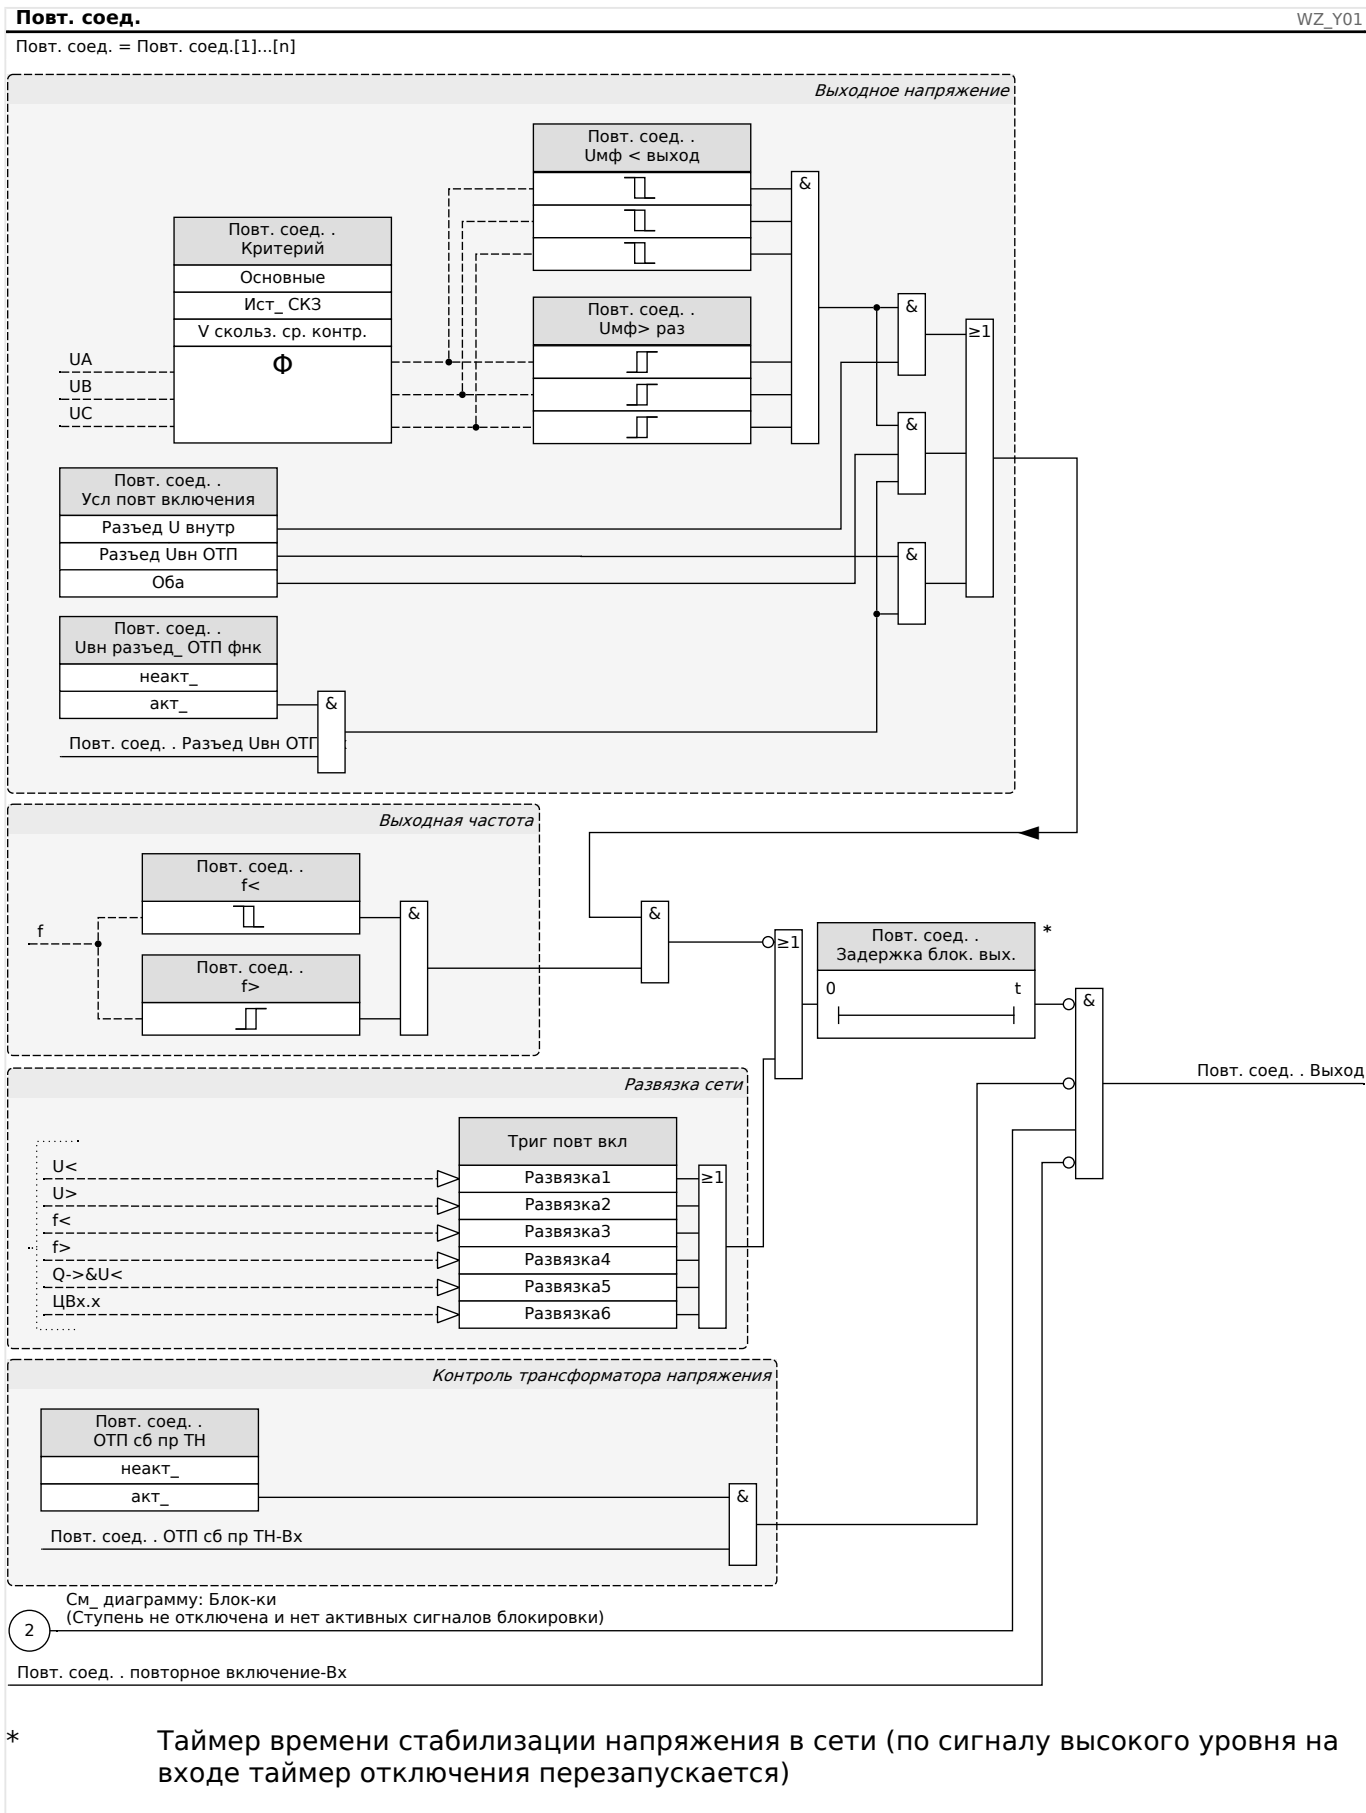 Повт. соед.
WZ_Y01
Повт. соед. = Повт. соед.[1]...[n]
Выходное напряжение
Повт. соед. .
Uмф < выход
&
Повт. соед. .
Критерий
Основные
Ист_ СКЗ
V скольз. ср. контр.
Φ
UA
UB
UC
Повт. соед. .
Uмф> раз
&
≥1
&
Повт. соед. .
Усл повт включения
Разъед U внутр
Разъед Uвн ОТП
Оба
&
Повт. соед. .
Uвн разъед_ ОТП фнк
неакт_
акт_
&
Повт. соед. . Разъед Uвн ОТП
Выходная частота
Повт. соед. .
f<
&
f
Повт. соед. .
f>
&
≥1
Повт. соед. .
Задержка блок. вых.
*
0
t
&
Повт. соед. . Выход
Развязка сети
Триг повт вкл
U<
Развязка1
≥1
U>
Развязка2
f<
Развязка3
f>
Развязка4
Q->&U<
Развязка5
ЦВх.x
Развязка6
Контроль трансформатора напряжения
Повт. соед. .
ОТП сб пр ТН
неакт_
акт_
&
Повт. соед. . ОТП сб пр ТН-Вх
См_ диаграмму: Блок-ки
(Ступень не отключена и нет активных сигналов блокировки)
2
Повт. соед. . повторное включение-Вх
*
Таймер времени стабилизации напряжения в сети (по сигналу высокого уровня на
входе таймер отключения перезапускается)